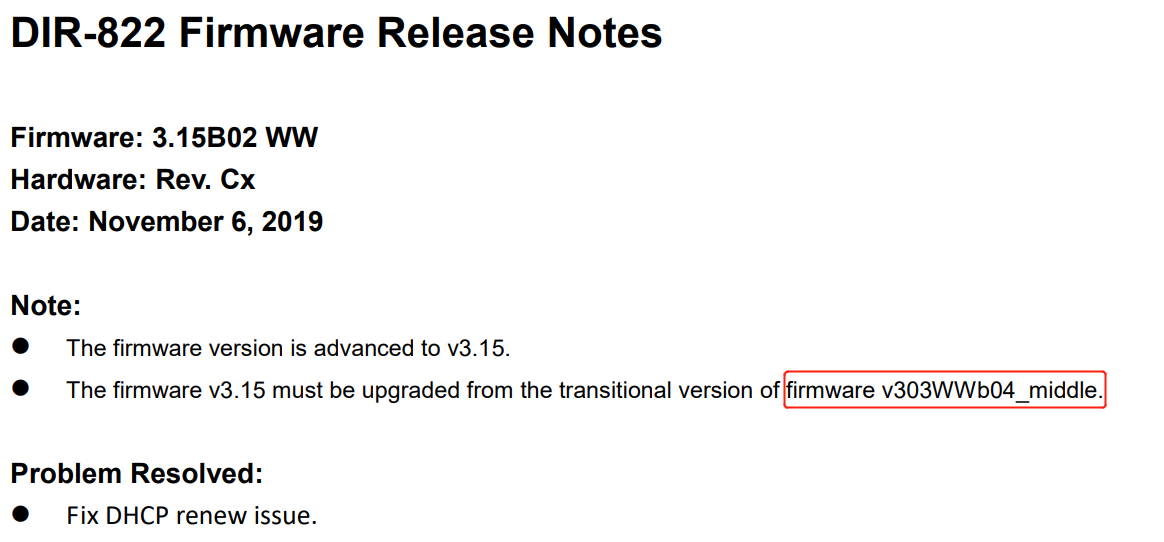 DIR-822 Firmware Release Notes
Firmware: 3.15B02 WW
Hardware: Rev. Cx
Date: November 6, 2019
Note:
● The firmware version is advanced to v3.15.
● The firmware v3.15 must be upgraded from the transitional version of firmware v303WWb04_middle.
Problem Resolved:
● Fix DHCP renew issue.